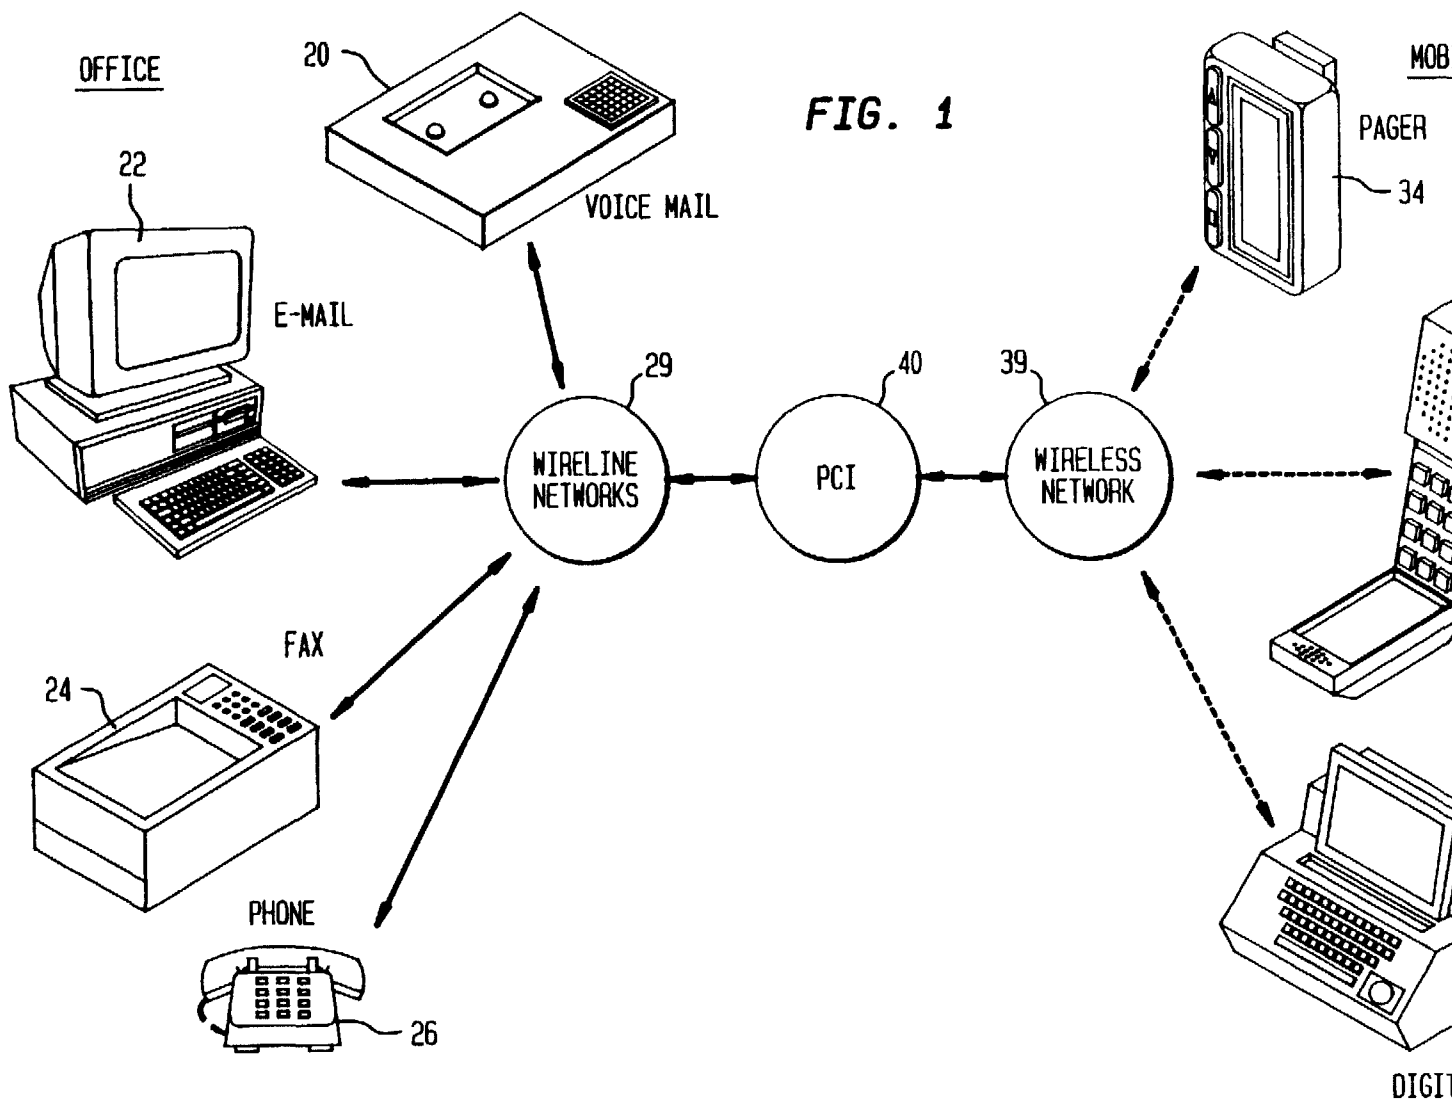 OFFICE
20
FIG. 1
MOB
PAGER
34
22
VOICE MAIL
E-MAIL
29
40
39
WIRELINE
NETWORKS
PCI
WIRELESS
NETWORK
FAX
24
PHONE
26
DIGIT